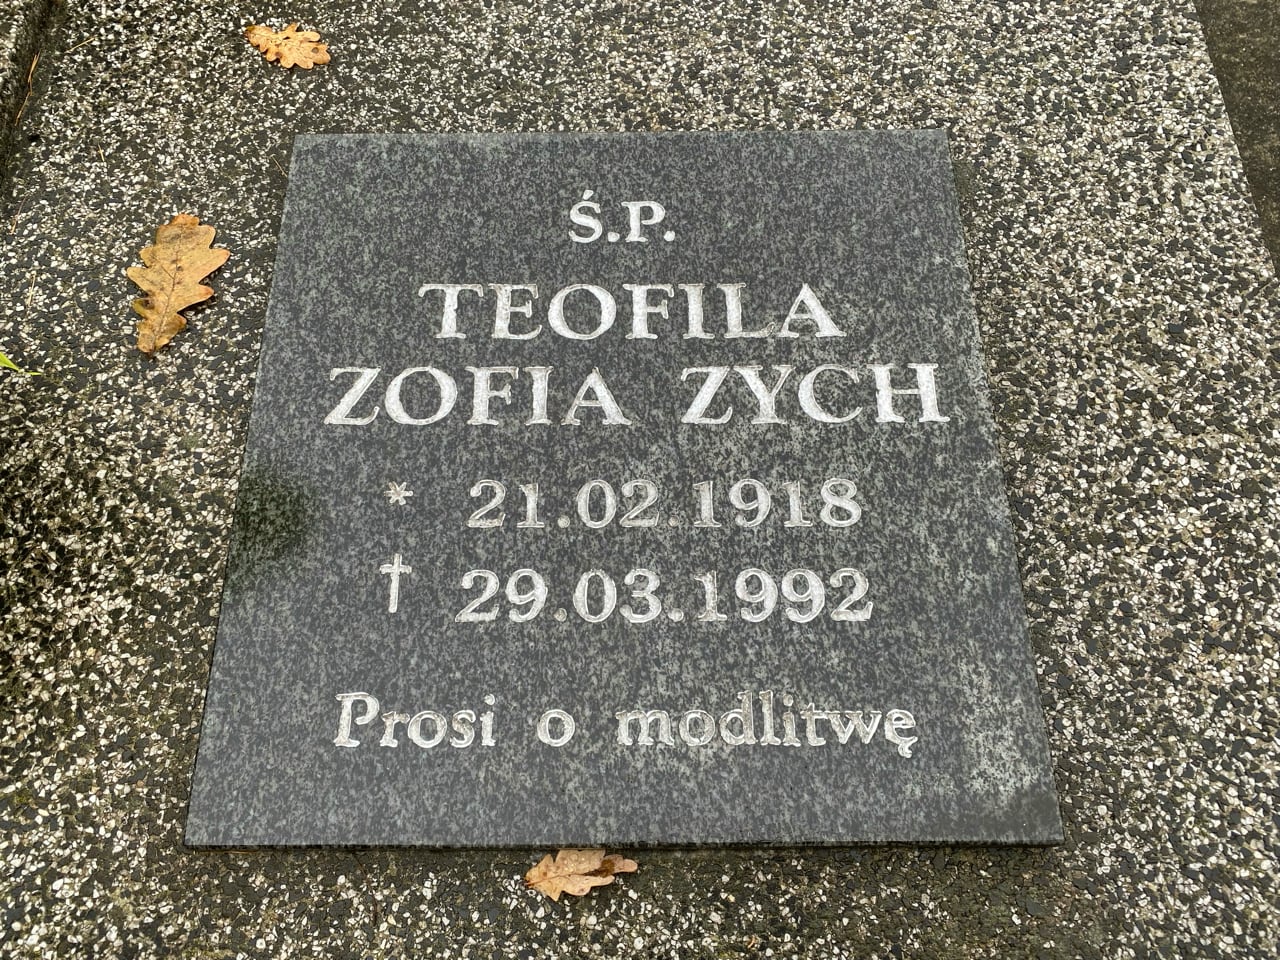 Ś.P.
TEOFILA
ZOFIA ZYCH
* 21.02.1918
† 29.03.1992
Prosi o modlitwę